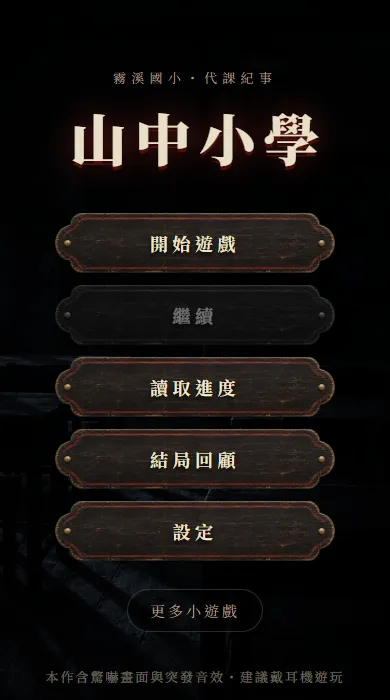 霧溪國小・代課紀事
山中小學
開始遊戲
繼續
讀取進度
結局回顧
設定
更多小遊戲
本作含驚嚇畫面與突發音效・建議戴耳機遊玩